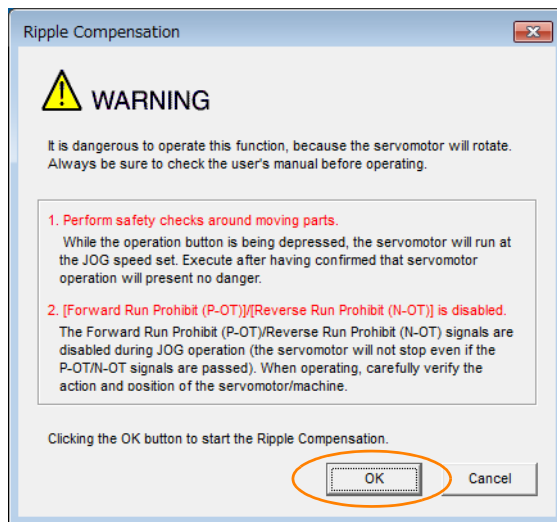 Ripple Compensation
WARNING
It is dangerous to operate this function, because the servomotor will rotate.
Always be sure to check the user's manual before operating.
1. Perform safety checks around moving parts.
While the operation button is being depressed, the servomotor will run at
the JOG speed set. Execute after having confirmed that servomotor
operation will present no danger.
2. [Forward Run Prohibit (P-OT)]/[Reverse Run Prohibit (N-OT)] is disabled.
The Forward Run Prohibit (P-OT)/Reverse Run Prohibit (N-OT) signals are
disabled during JOG operation (the servomotor will not stop even if the
P-OT/N-OT signals are passed). When operating, carefully verify the
action and position of the servomotor/machine.
Clicking the OK button to start the Ripple Compensation.
OK
Cancel